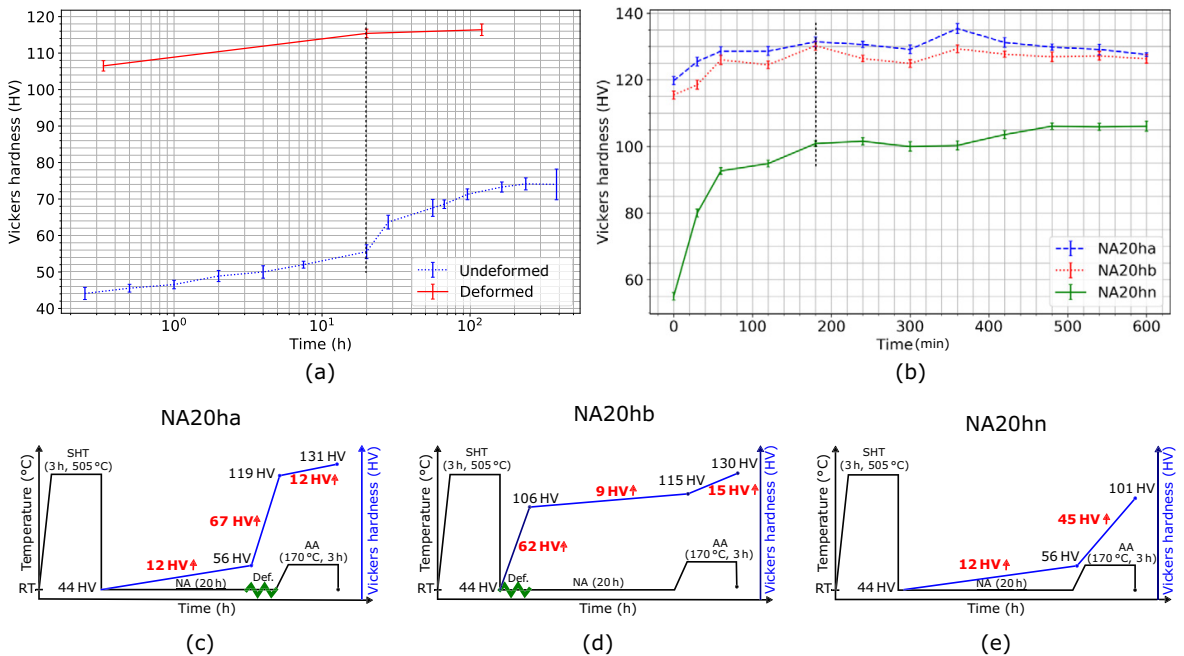 120
110
100
90
80
70
60
50
40
Vickers hardness (HV)
Undeformed
Deformed
10⁰
10¹
10²
Time (h)
(a)
140
120
100
80
60
Vickers hardness (HV)
NA20ha
NA20hb
NA20hn
0
100
200
300
400
500
600
Time(min)
(b)
NA20ha
Temperature (°C)
SHT
(3 h, 505 °C)
131 HV
119 HV
12 HV↑
67 HV↑
56 HV
AA
(170 °C, 3 h)
12 HV↑
Def.
NA (20 h)
RT
44 HV
Time (h)
Vickers hardness (HV)
(c)
NA20hb
Temperature (°C)
SHT
(3 h, 505 °C)
130 HV
115 HV
106 HV
9 HV↑
15 HV↑
62 HV↑
AA
(170 °C, 3 h)
Def.
NA (20 h)
RT
44 HV
Time (h)
Vickers hardness (HV)
(d)
NA20hn
Temperature (°C)
SHT
(3 h, 505 °C)
101 HV
45 HV↑
56 HV
AA
(170 °C, 3 h)
12 HV↑
NA (20 h)
RT
44 HV
Time (h)
Vickers hardness (HV)
(e)